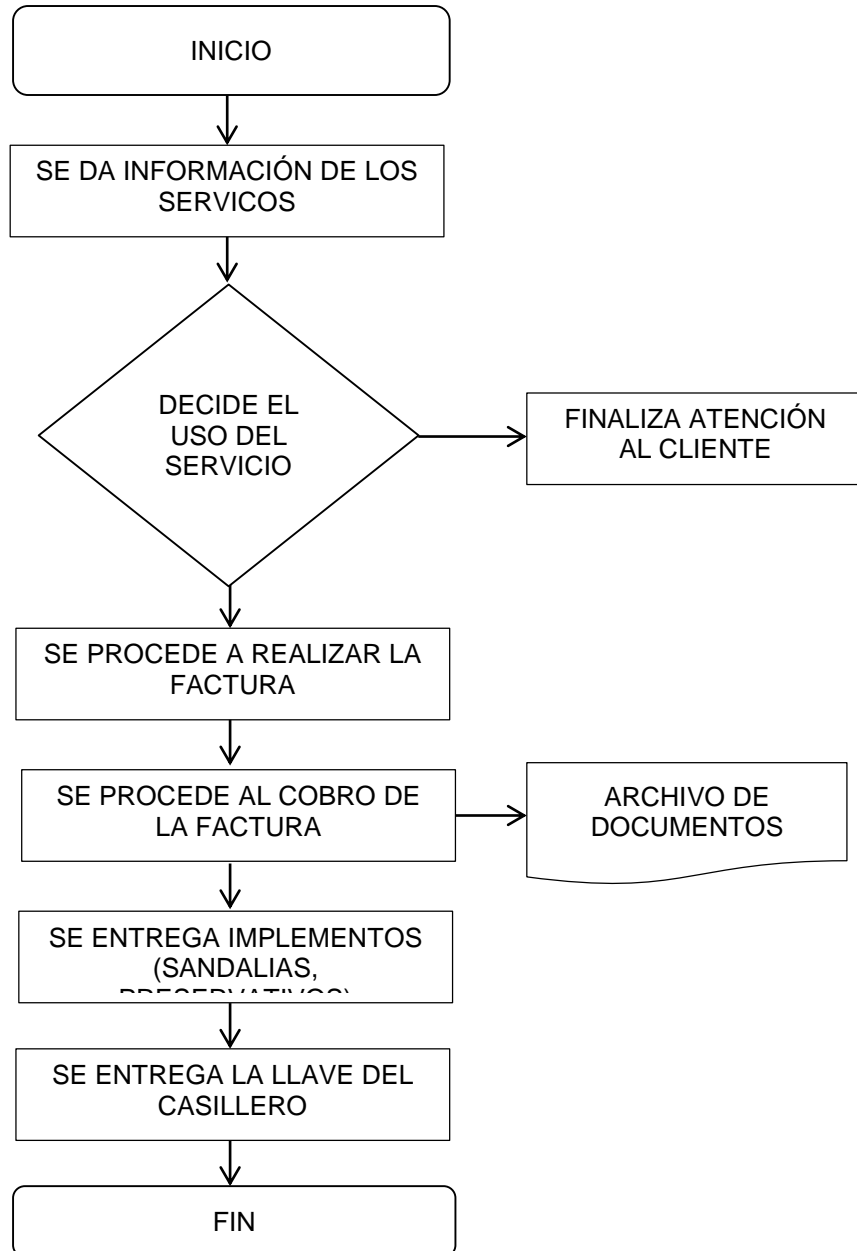 INICIO
SE DA INFORMACIÓN DE LOS
SERVICOS
DECIDE EL
USO DEL
SERVICIO
FINALIZA ATENCIÓN
AL CLIENTE
SE PROCEDE A REALIZAR LA
FACTURA
SE PROCEDE AL COBRO DE
LA FACTURA
ARCHIVO DE
DOCUMENTOS
SE ENTREGA IMPLEMENTOS
(SANDALIAS,
PRESERVATIVOS)
SE ENTREGA LA LLAVE DEL
CASILLERO
FIN